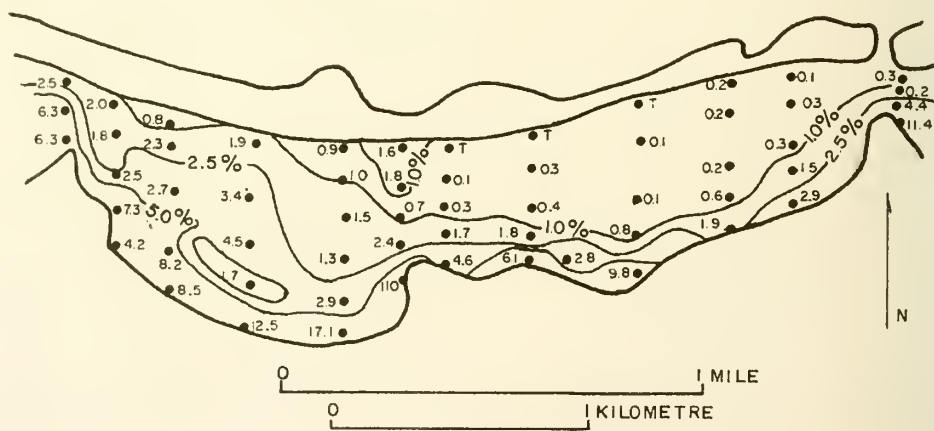 0.2 0.1 0.3
2.5 0.2
2.0 T 0.3 4.4
6.3 0.8 0.2 1.0% 11.4
1.8 1.9 T 0.1 2.5%
6.3 2.3 0.9 1.6 1.0% T 0.3
2.5% 0.3 0.2 1.5
2.5 1.0 1.8 0.1
2.7 3.4 0.1 0.6 2.9
7.3 5.0% 1.5 0.7 0.3 0.4 1.0% 0.8 1.9
4.2 4.5 2.4 1.7 1.8
8.2 1.3 4.6 6.1 2.8
8.5 1.7 2.9 11.0 9.8
12.5 17.1 N
0 1 MILE
0 1 KILOMETRE